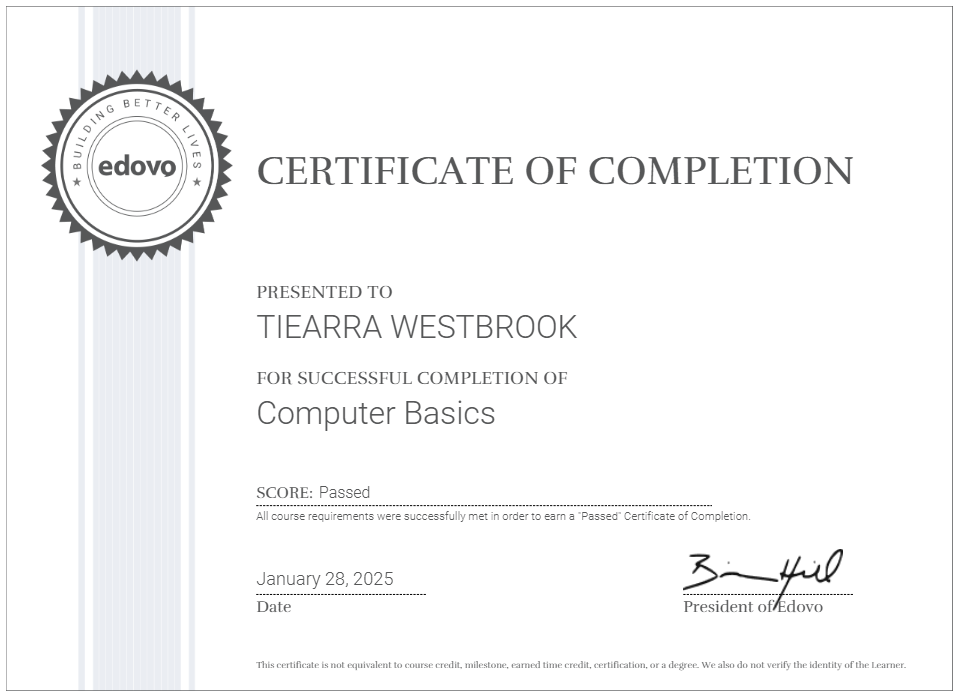 BUILDING BETTER LIVES
edovo
CERTIFICATE OF COMPLETION
PRESENTED TO
TIEARRA WESTBROOK
FOR SUCCESSFUL COMPLETION OF
Computer Basics
SCORE: Passed
All course requirements were successfully met in order to earn a "Passed" Certificate of Completion.
January 28, 2025
Date
Brian Hill
President of Edovo
This certificate is not equivalent to course credit, milestone, earned time credit, certification, or a degree. We also do not verify the identity of the Learner.